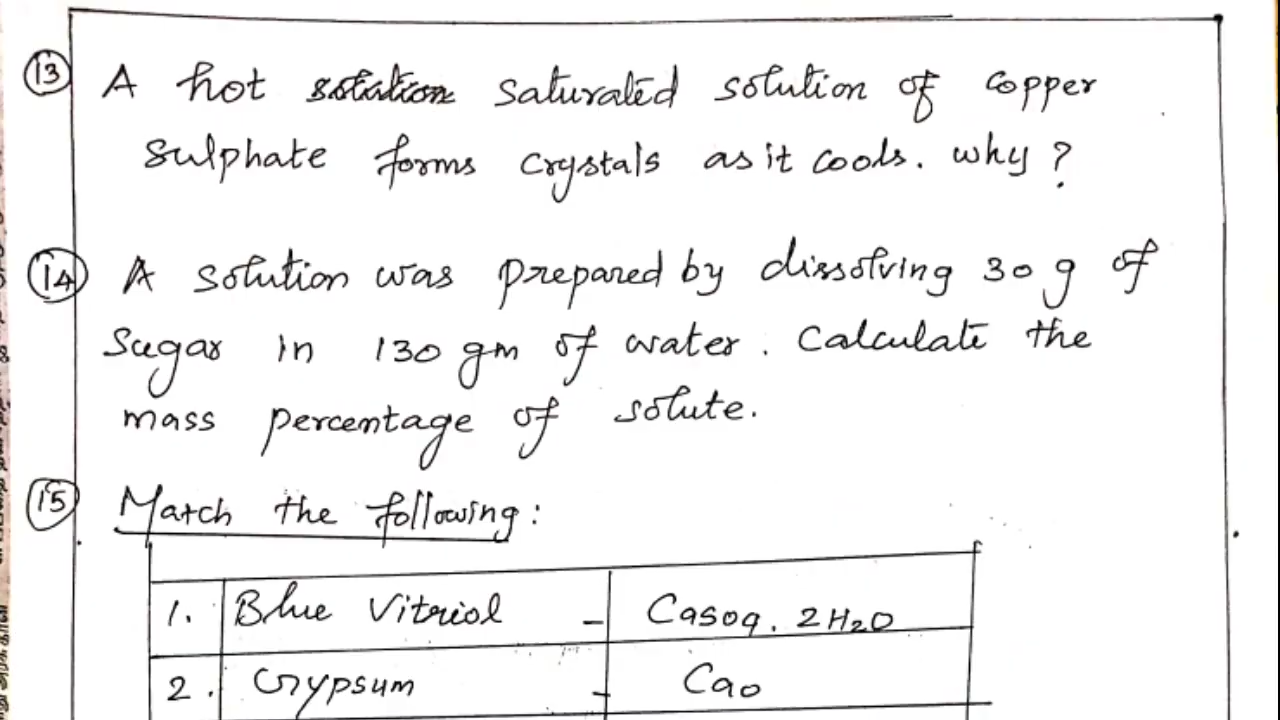 13 A hot solution saturated solution of copper
sulphate forms crystals as it cools. why?
14 A solution was prepared by dissolving 30 g of
sugar in 130 gm of water. Calculate the
mass percentage of solute.
15 Match the following:
1. Blue Vitriol - CaSO4. 2H2O
2. Gypsum - CaO